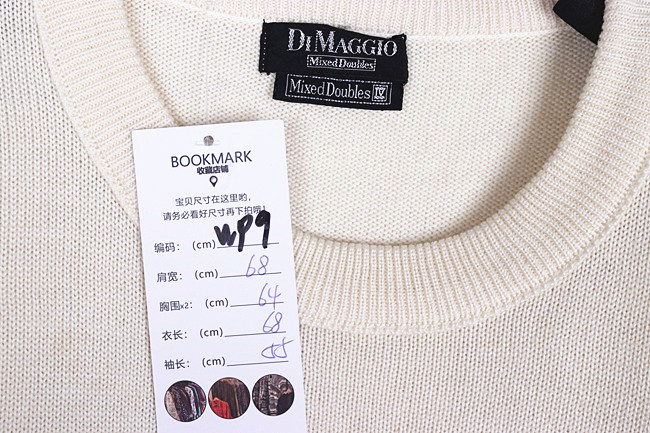 DI MAGGIO
Mixed Doubles
Mixed Doubles IV
BOOKMARK
收藏店铺
宝贝尺寸在这里哟，
请务必看好尺寸再下拍哦！
编码： (cm) WP9
肩宽： (cm) 68
胸围x2： (cm) 64
衣长： (cm) 68
袖长： (cm) 55